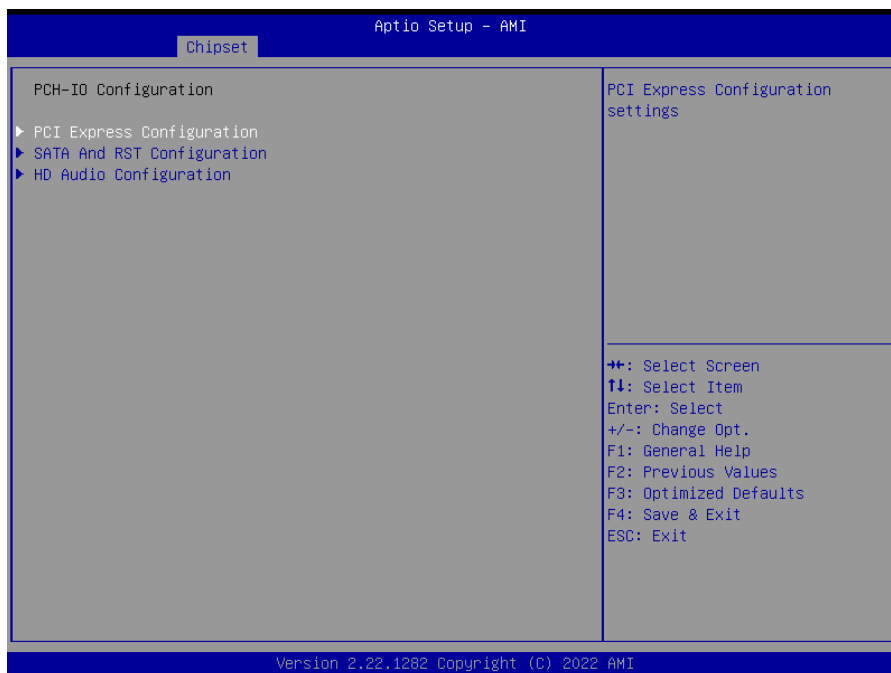 Aptio Setup - AMI
Chipset
PCH-IO Configuration
PCI Express Configuration
SATA And RST Configuration
HD Audio Configuration
PCI Express Configuration
settings
→←: Select Screen
↑↓: Select Item
Enter: Select
+/-: Change Opt.
F1: General Help
F2: Previous Values
F3: Optimized Defaults
F4: Save & Exit
ESC: Exit
Version 2.22.1282 Copyright (C) 2022 AMI